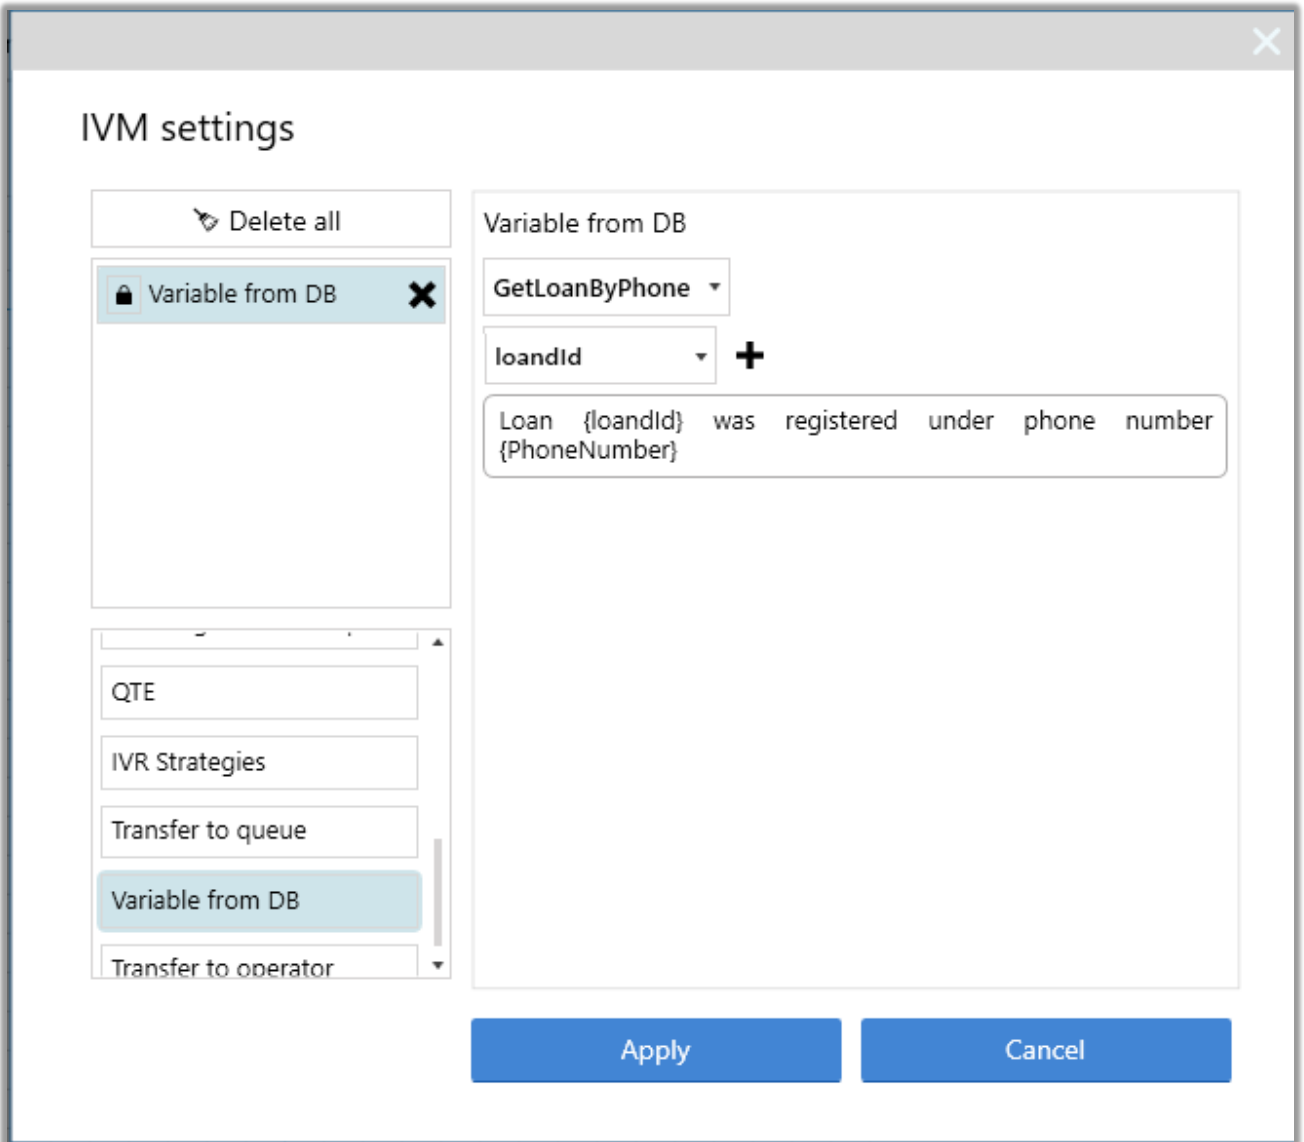 IVM settings
Delete all
Variable from DB
QTE
IVR Strategies
Transfer to queue
Variable from DB
Transfer to operator
Variable from DB
GetLoanByPhone
loandId
Loan {loandId} was registered under phone number
{PhoneNumber}
Apply
Cancel